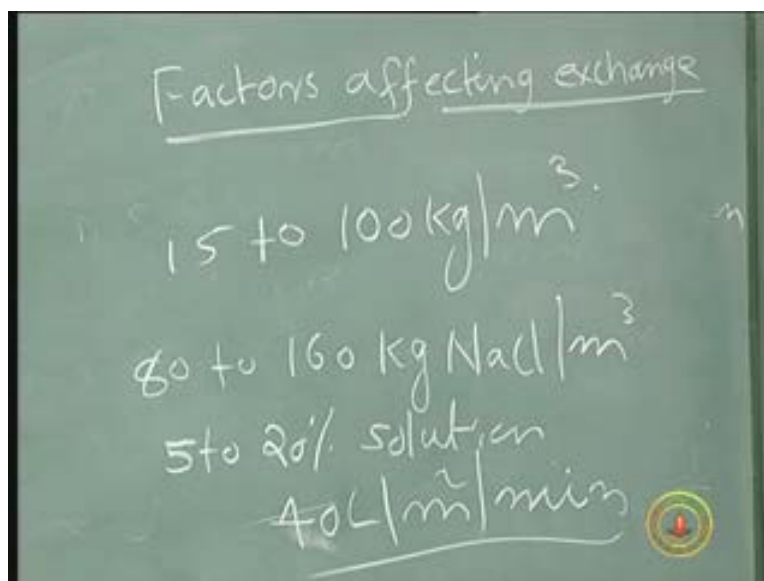 Factors affecting exchange
15 to 100 kg/m³.
80 to 160 kg NaCl/m³
5 to 20% solution
40L/m²/min